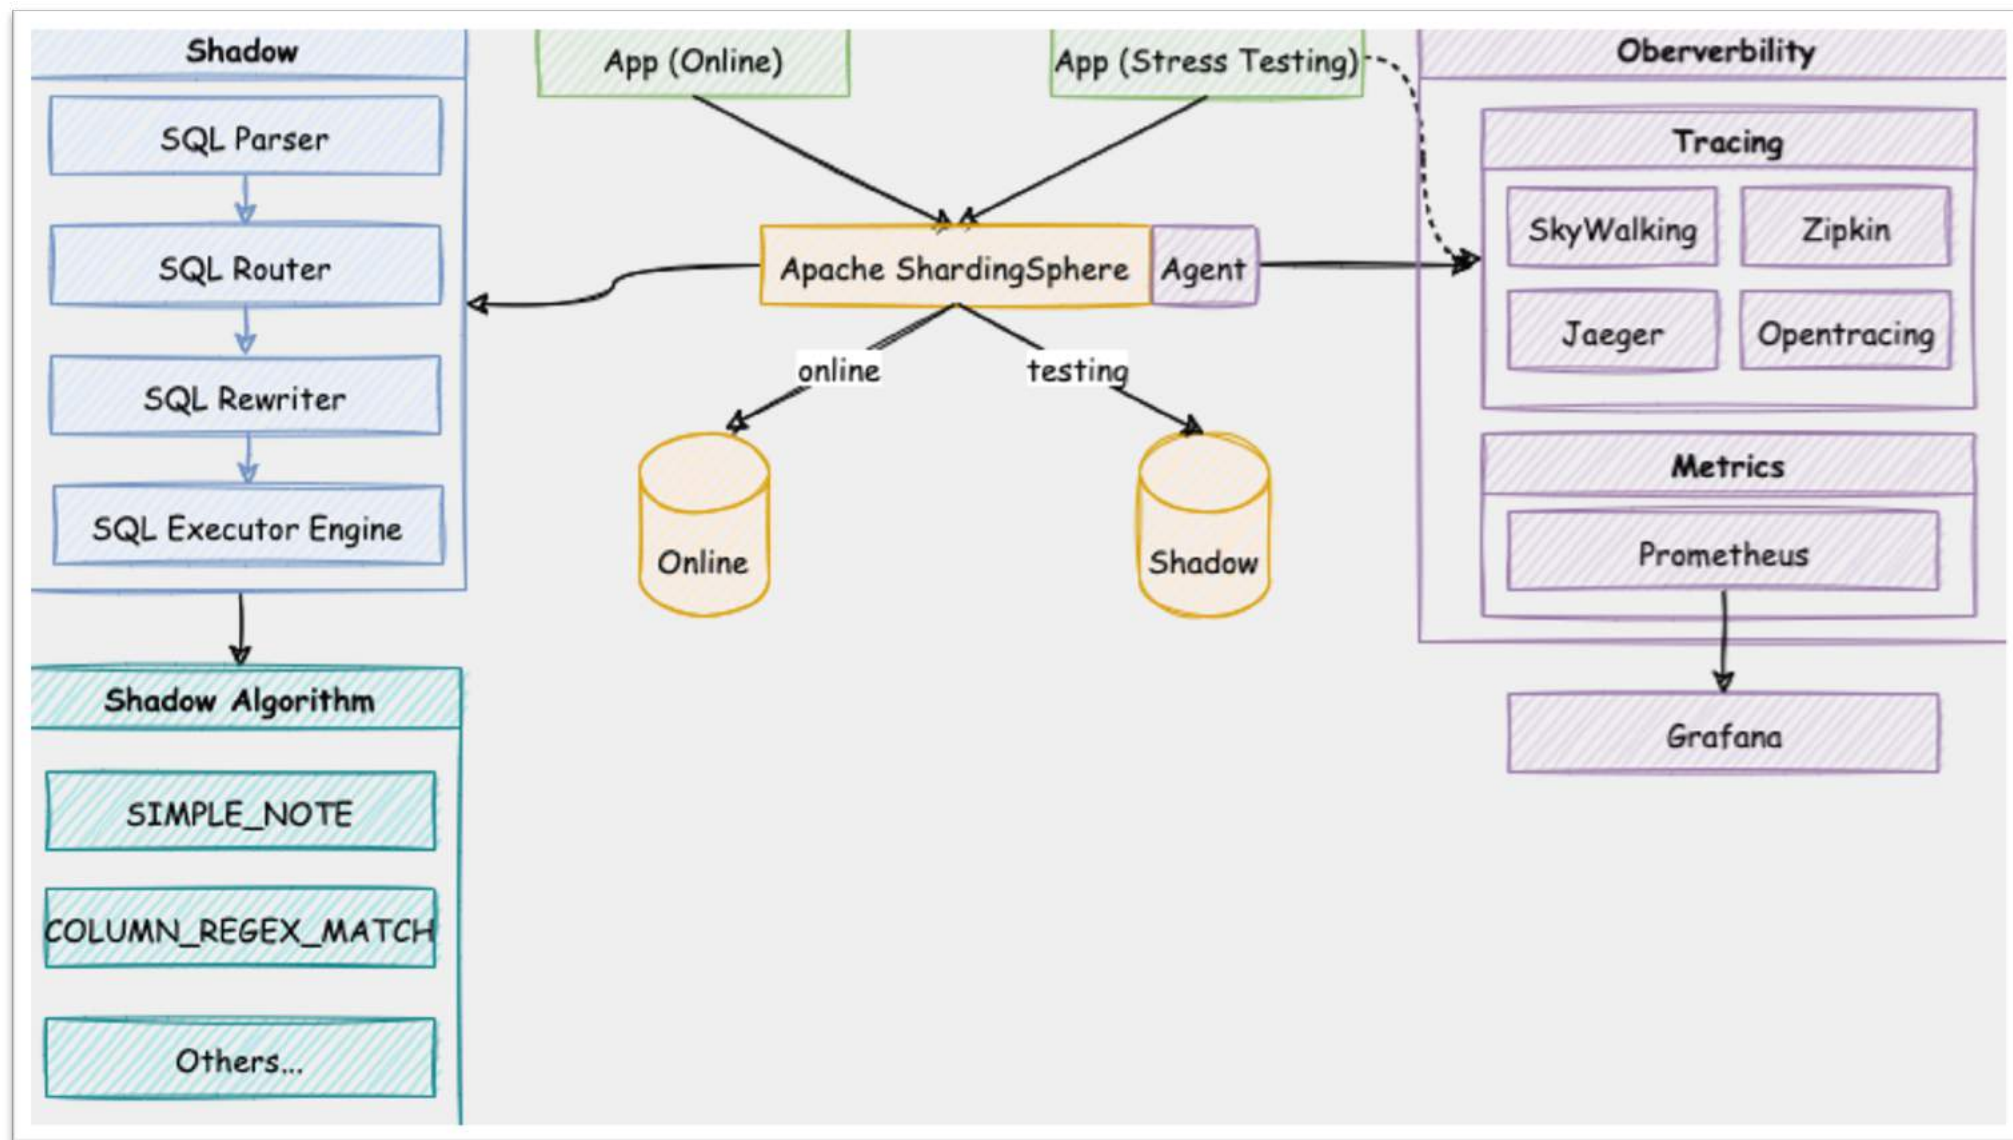 Shadow
SQL Parser
SQL Router
SQL Rewriter
SQL Executor Engine
Shadow Algorithm
SIMPLE_NOTE
COLUMN_REGEX_MATCH
Others...
App (Online)
App (Stress Testing)
Apache ShardingSphere
Agent
online
testing
Online
Shadow
Oberverbility
Tracing
SkyWalking
Zipkin
Jaeger
Opentracing
Metrics
Prometheus
Grafana